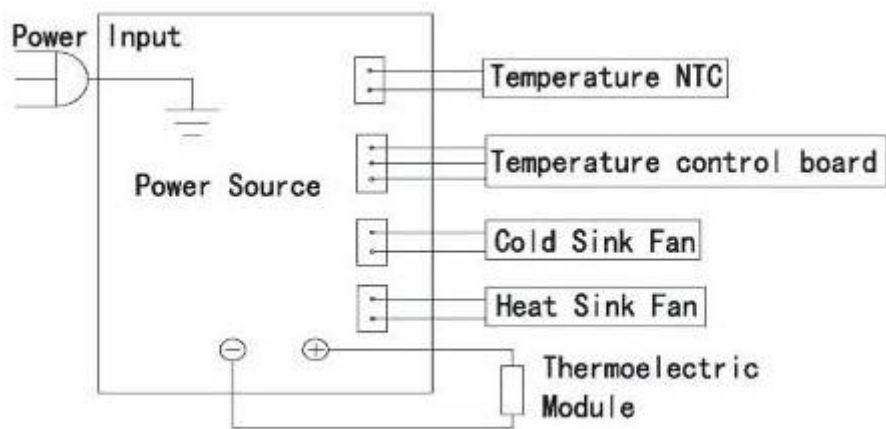 Power Input
Temperature NTC
Temperature control board
Power Source
Cold Sink Fan
Heat Sink Fan
− +
Thermoelectric
Module